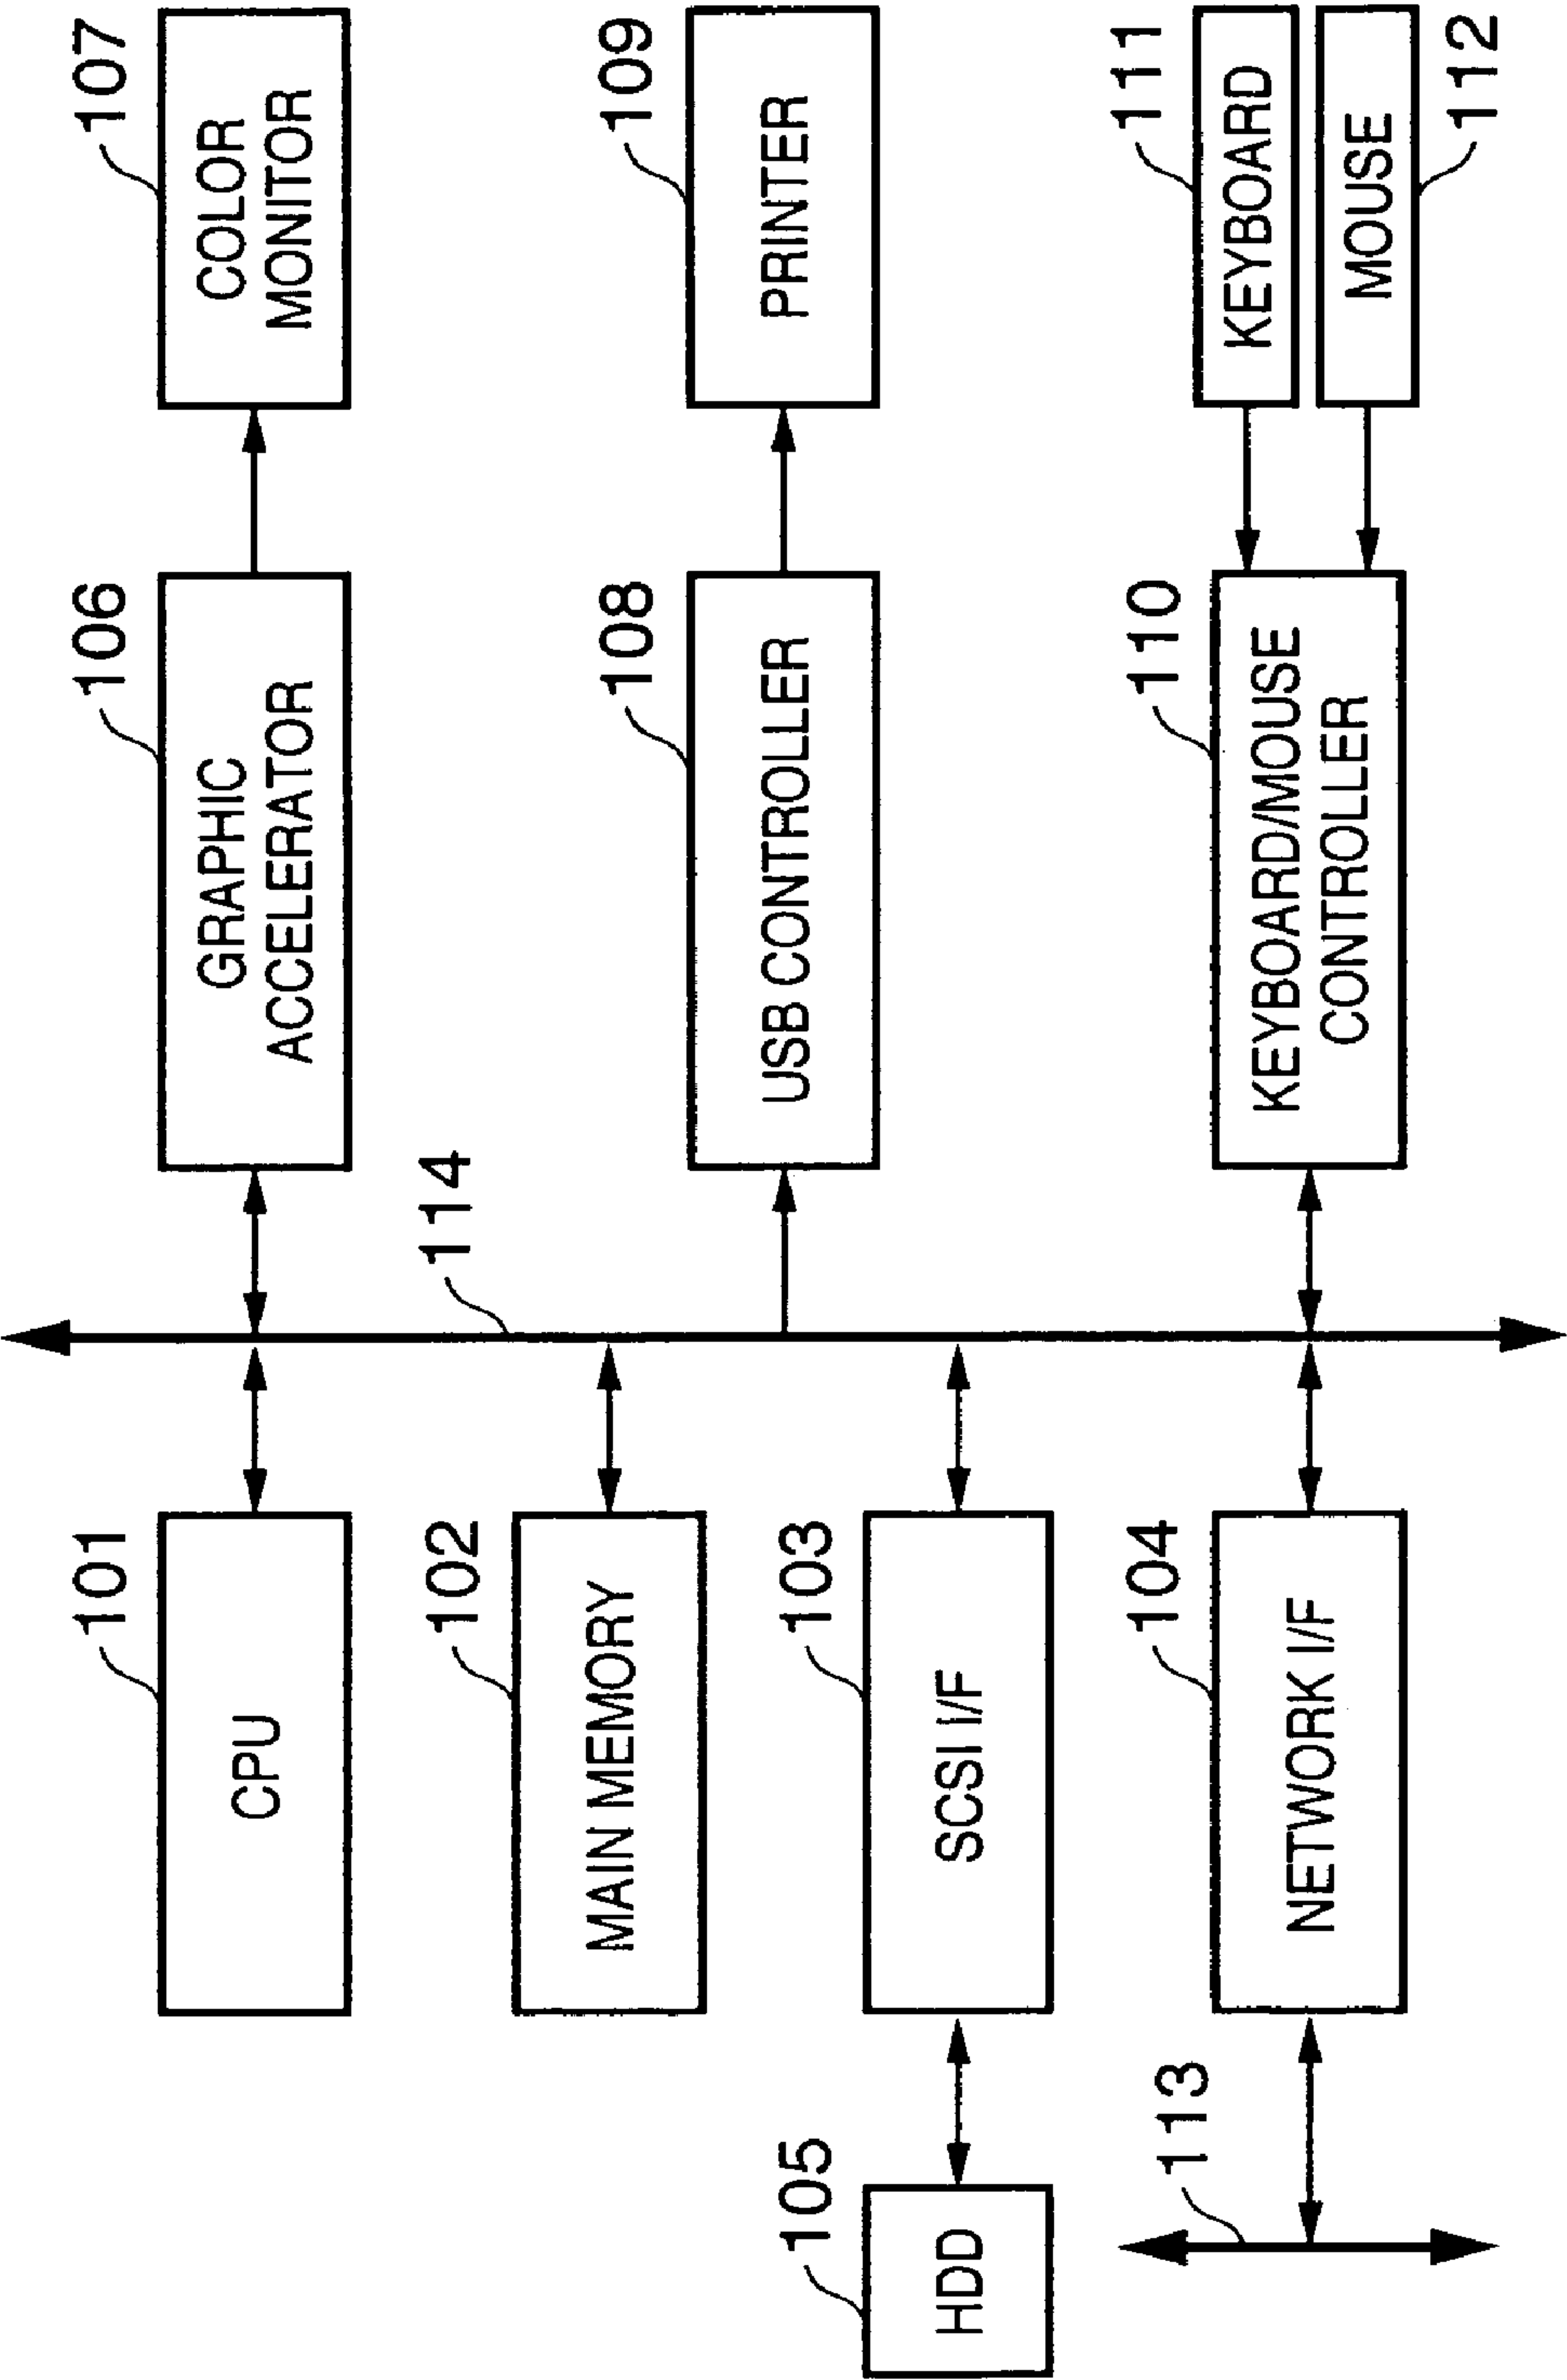 101
CPU
102
MAIN MEMORY
103
SCSI I/F
104
NETWORK I/F
105
HDD
113
114
106
GRAPHIC
ACCELERATOR
107
COLOR
MONITOR
108
USB CONTROLLER
109
PRINTER
110
KEYBOARD/MOUSE
CONTROLLER
111
KEYBOARD
MOUSE
112